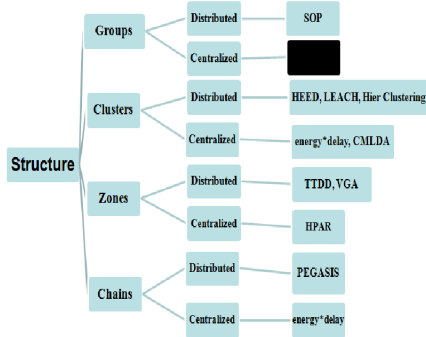 Structure
Groups
Distributed
SOP
Centralized
Clusters
Distributed
HEED, LEACH, Hier Clustering
Centralized
energy*delay, CMLDA
Zones
Distributed
TTDD, VGA
Centralized
HPAR
Chains
Distributed
PEGASIS
Centralized
energy*delay